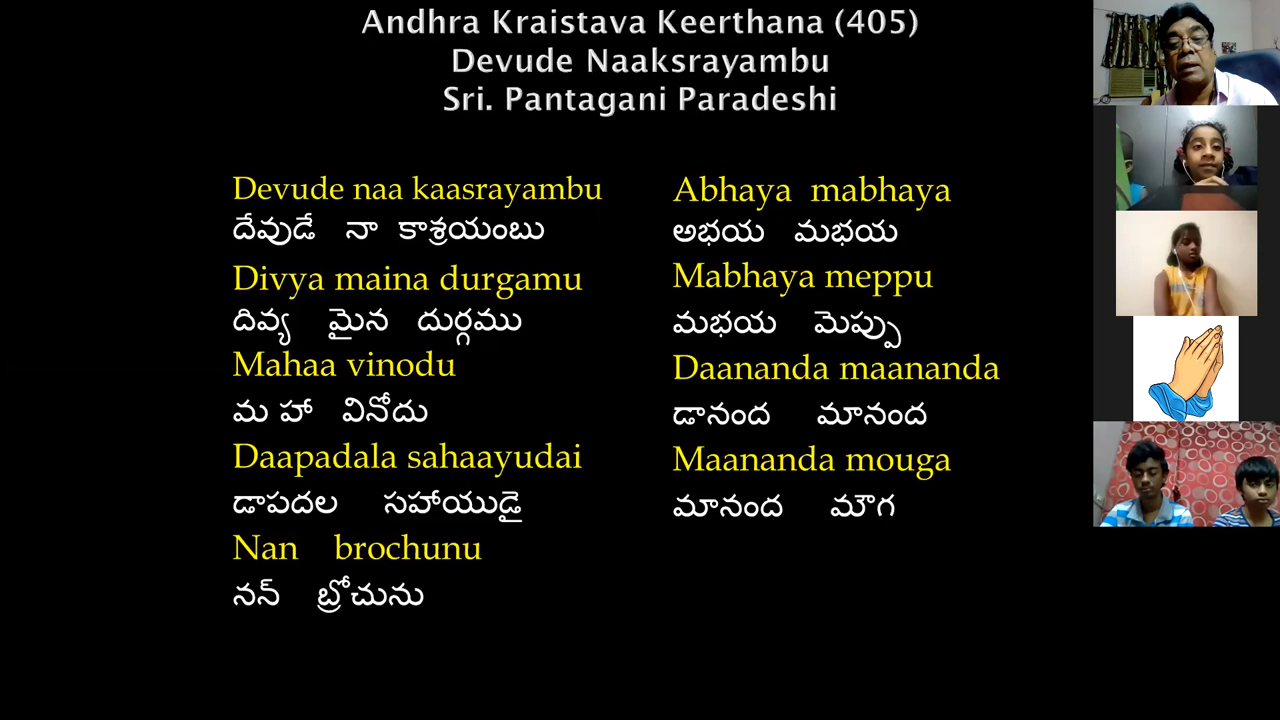 Andhra Kraistava Keerthana (405)
Devude Naaksrayambu
Sri. Pantagani Paradeshi
Devude naa kaasrayambu
దేవుడే నా కాశ్రయంబు
Divya maina durgamu
దివ్య మైన దుర్గము
Mahaa vinodu
మ హా వినోదు
Daapadala sahaayudai
డాపదల సహాయుడై
Nan brochunu
నన్ బ్రోచును
Abhaya mabhaya
అభయ మభయ
Mabhaya meppu
మభయ మెప్పు
Daananda maananda
డానంద మానంద
Maananda mouga
మానంద మౌగ